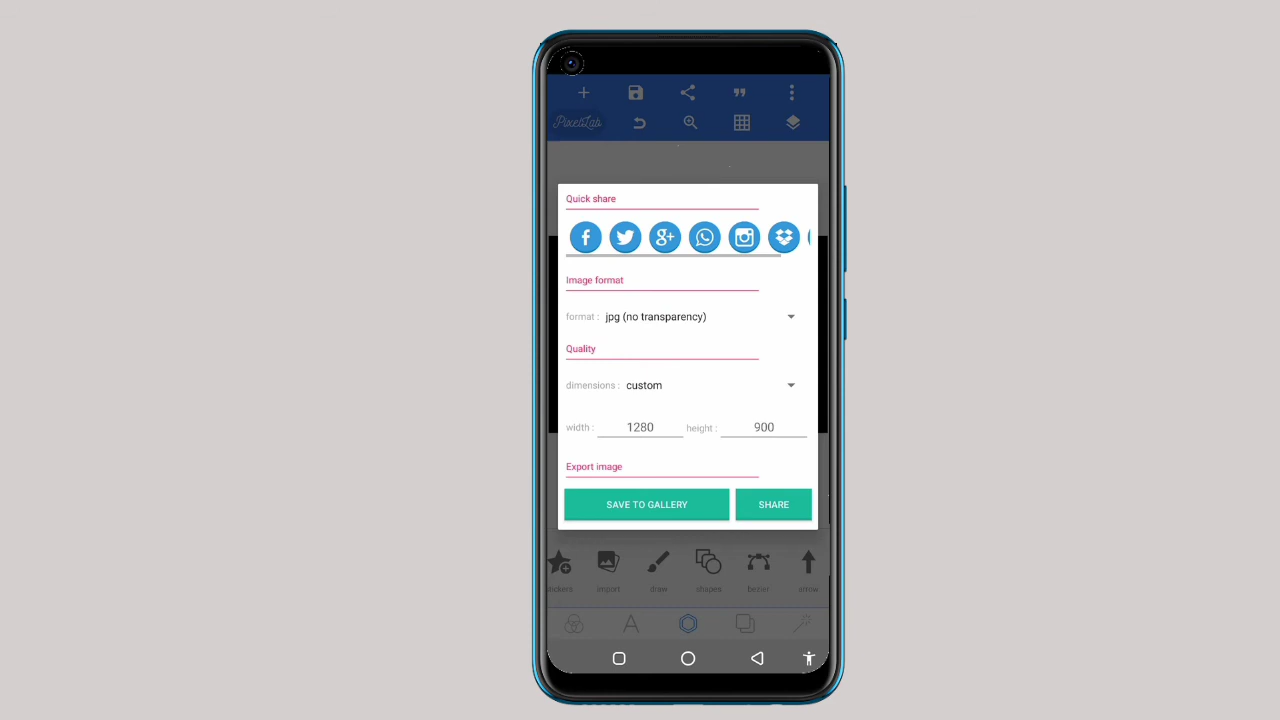 PixelLab
Quick share
Image format
format : jpg (no transparency)
Quality
dimensions : custom
width : 1280 height : 900
Export image
SAVE TO GALLERY SHARE
import draw shapes bezier arrow